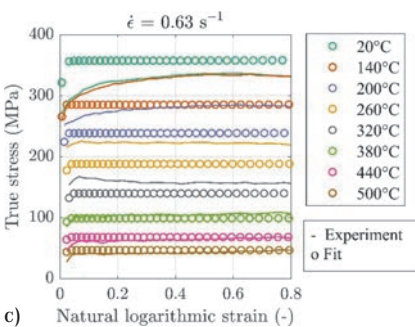 ε̇ = 0.63 s⁻¹
True stress (MPa)
400
300
200
100
0
0 0.2 0.4 0.6 0.8
Natural logarithmic strain (-)
c)
20°C
140°C
200°C
260°C
320°C
380°C
440°C
500°C
- Experiment
o Fit